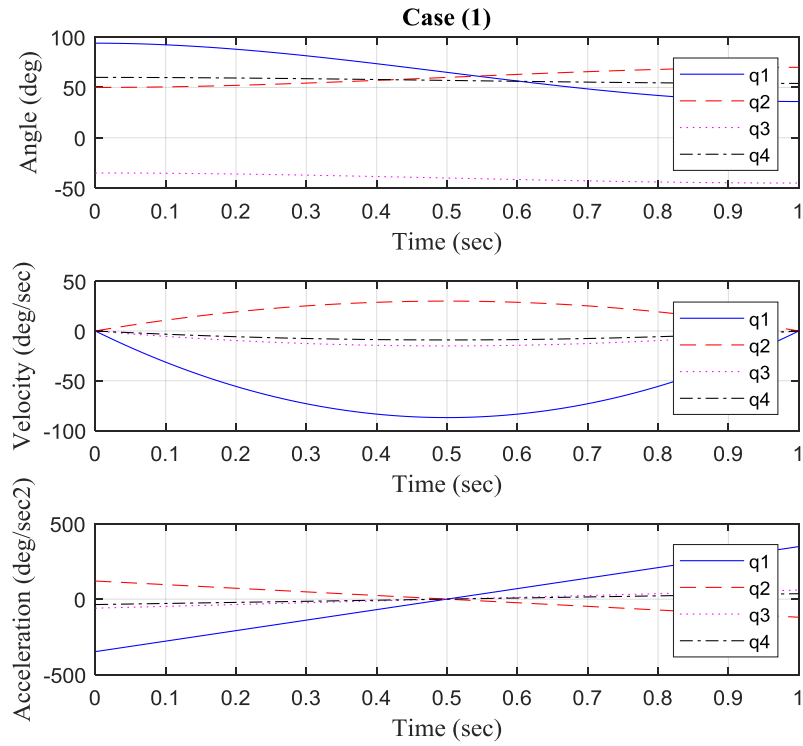 Case (1)
100
50
0
-50
Angle (deg)
q1
q2
q3
q4
0 0.1 0.2 0.3 0.4 0.5 0.6 0.7 0.8 0.9 1
Time (sec)
50
0
-50
-100
Velocity (deg/sec)
q1
q2
q3
q4
0 0.1 0.2 0.3 0.4 0.5 0.6 0.7 0.8 0.9 1
Time (sec)
500
0
-500
Acceleration (deg/sec2)
q1
q2
q3
q4
0 0.1 0.2 0.3 0.4 0.5 0.6 0.7 0.8 0.9 1
Time (sec)